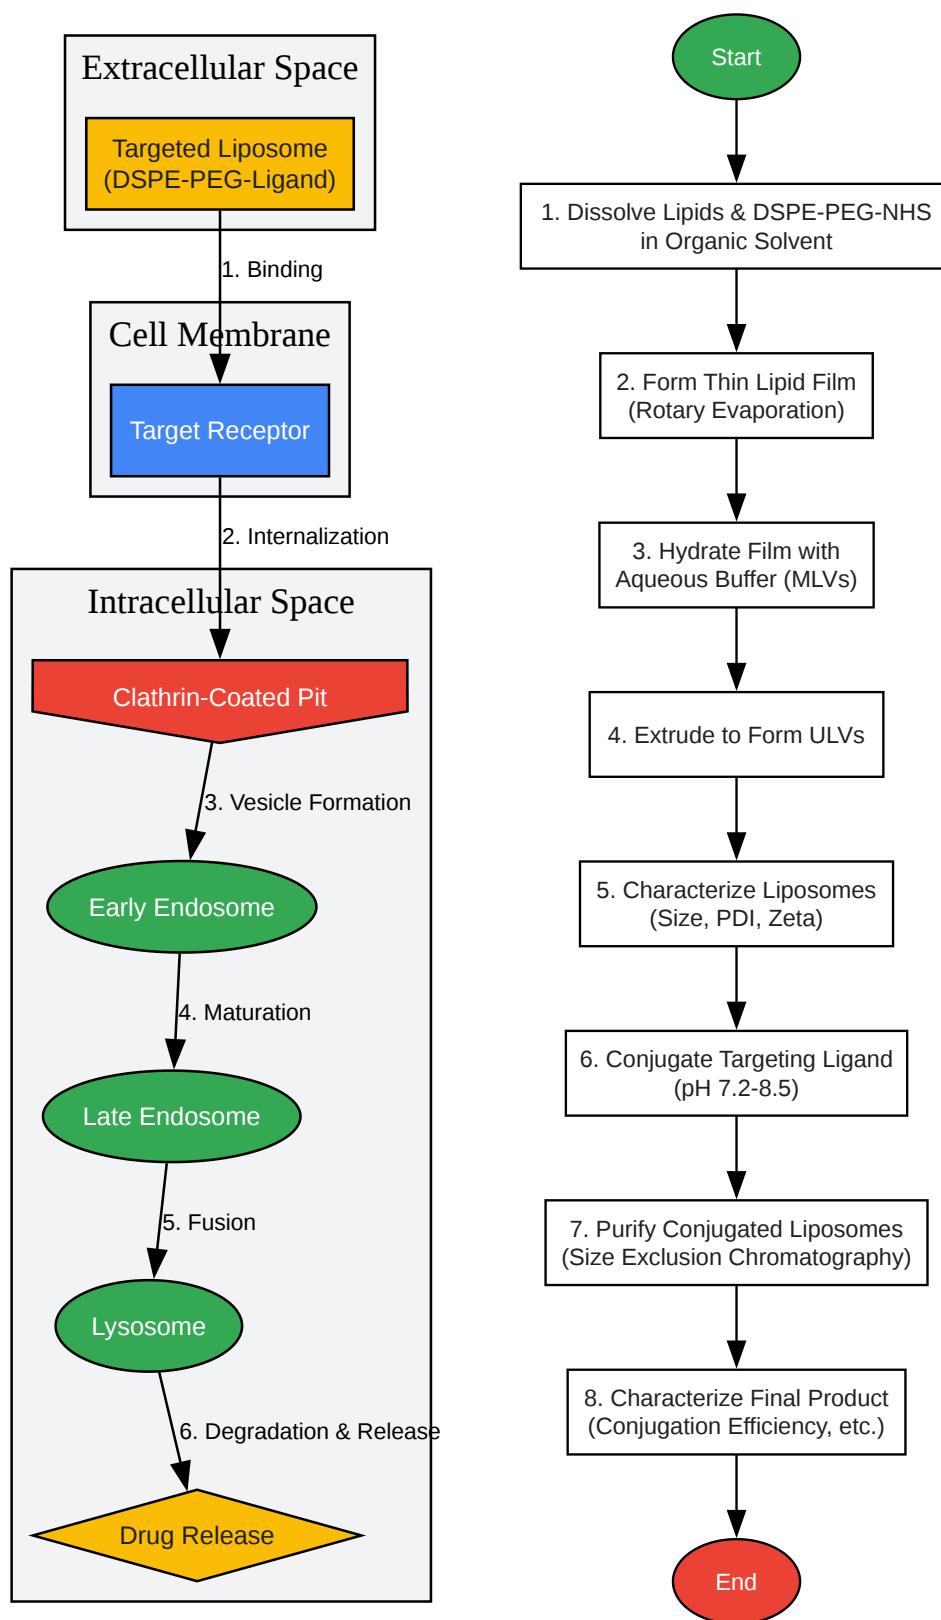 Extracellular Space
Targeted Liposome
(DSPE-PEG-Ligand)
1. Binding
Cell Membrane
Target Receptor
2. Internalization
Intracellular Space
Clathrin-Coated Pit
3. Vesicle Formation
Early Endosome
4. Maturation
Late Endosome
5. Fusion
Lysosome
6. Degradation & Release
Drug Release
Start
1. Dissolve Lipids & DSPE-PEG-NHS
in Organic Solvent
2. Form Thin Lipid Film
(Rotary Evaporation)
3. Hydrate Film with
Aqueous Buffer (MLVs)
4. Extrude to Form ULVs
5. Characterize Liposomes
(Size, PDI, Zeta)
6. Conjugate Targeting Ligand
(pH 7.2-8.5)
7. Purify Conjugated Liposomes
(Size Exclusion Chromatography)
8. Characterize Final Product
(Conjugation Efficiency, etc.)
End